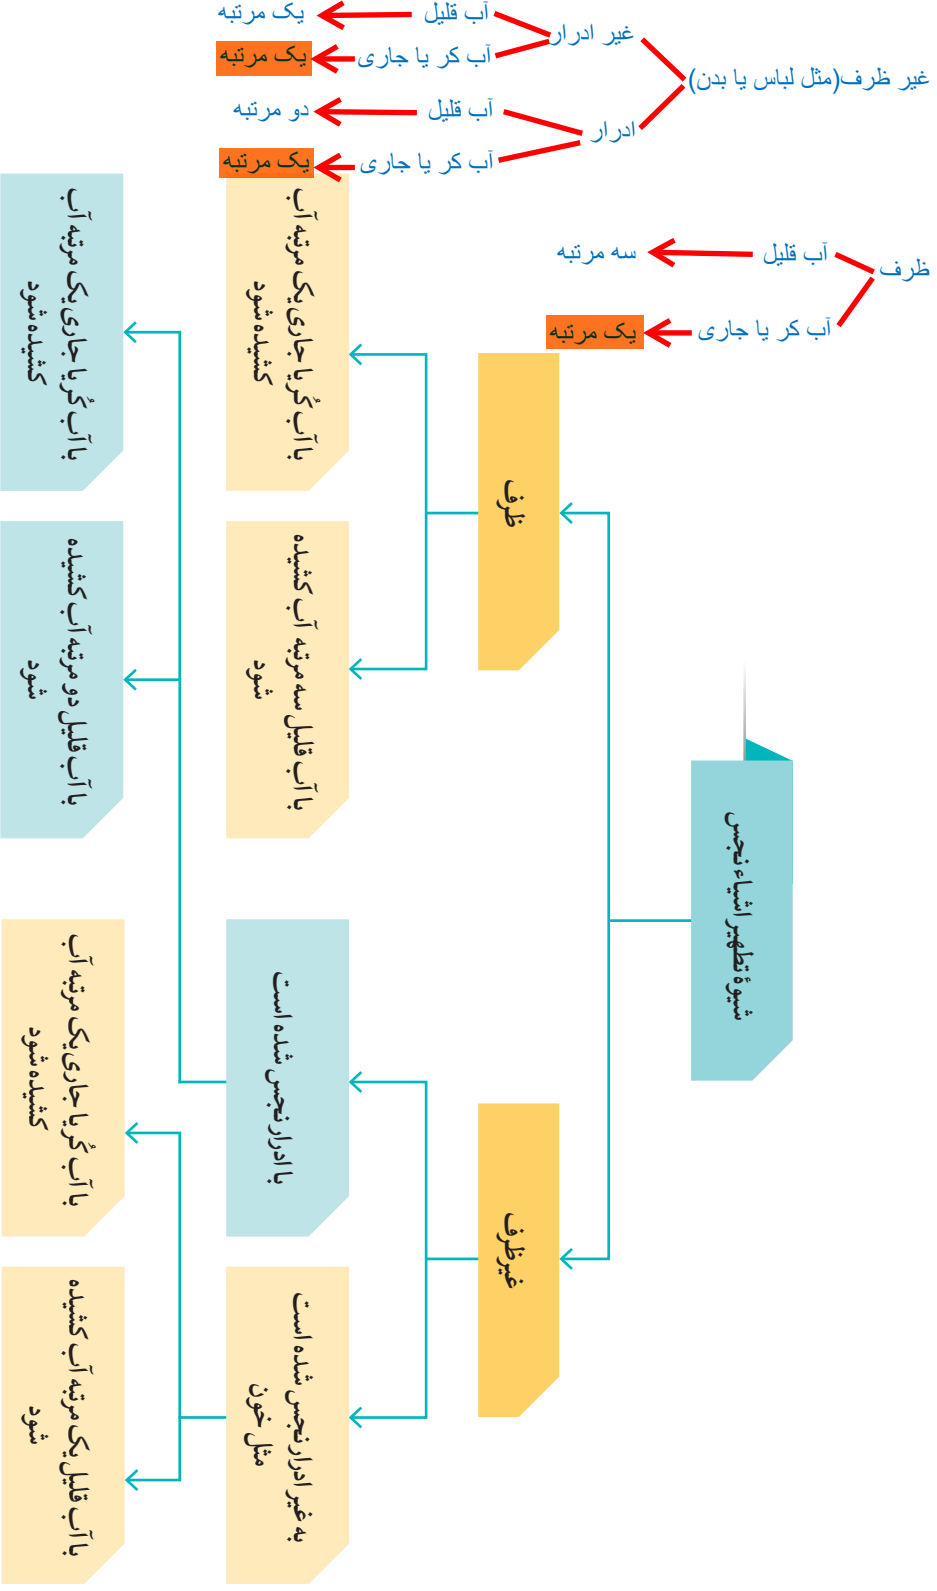 غیر ظرف(مثل لباس یا بدن)
غیر ادرار
آب قلیل
یک مرتبه
آب کر یا جاری
یک مرتبه
ادرار
آب قلیل
دو مرتبه
آب کر یا جاری
یک مرتبه
ظرف
آب قلیل
سه مرتبه
آب کر یا جاری
یک مرتبه
شیوهٔ تطهیر اشیاء نجس
ظرف
با آب کُر یا جاری یک مرتبه آب
کشیده شود
با آب قلیل سه مرتبه آب کشیده
شود
غیرظرف
با ادرار نجس شده است
با آب کُر یا جاری یک مرتبه آب
کشیده شود
با آب قلیل دو مرتبه آب کشیده
شود
به غیر ادرار نجس شده است
مثل خون
با آب کُر یا جاری یک مرتبه آب
کشیده شود
با آب قلیل یک مرتبه آب کشیده
شود